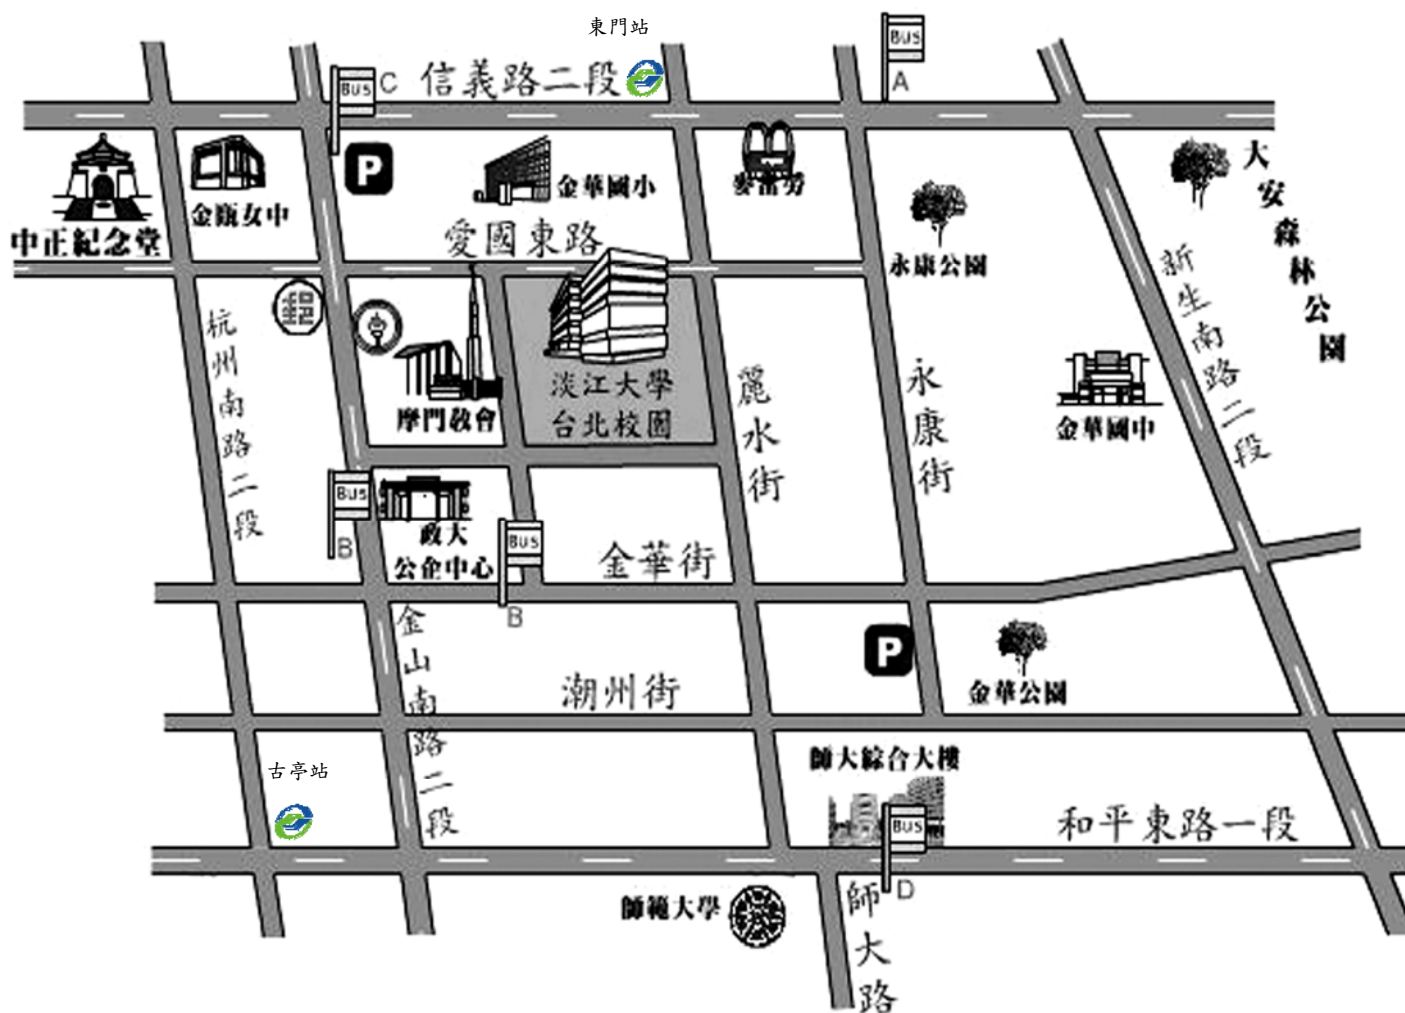 東門站
BUS
A
BUS
C
信義路二段
P
金甌女中
金華國小
麥當勞
大安森林公園
中正紀念堂
愛國東路
永康公園
新生南路二段
杭州南路二段
淡江大學
台北校園
摩門教會
麗水街
永康街
金華國中
BUS
B
政大
公企中心
BUS
B
金華街
金山南路二段
P
金華公園
潮州街
師大綜合大樓
古亭站
BUS
D
和平東路一段
師範大學
師大路